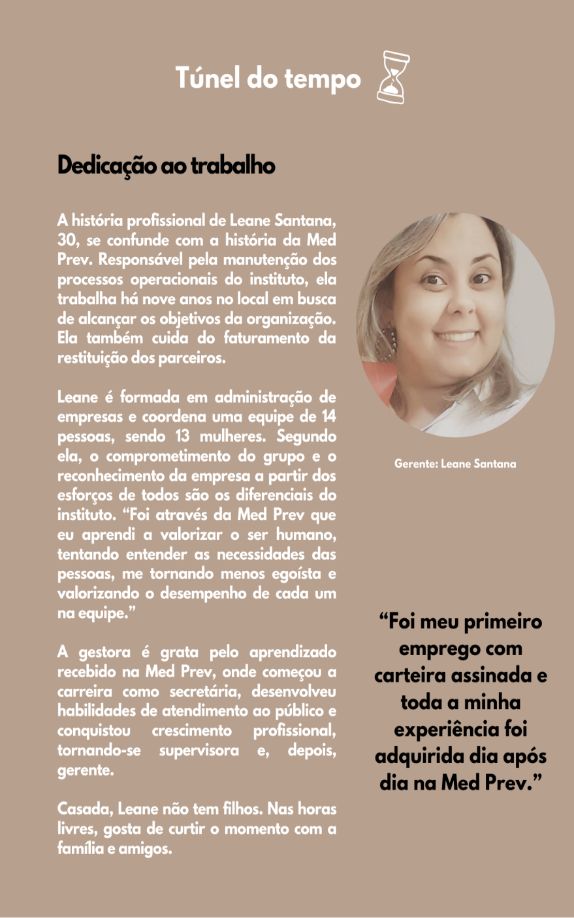 Túnel do tempo
Dedicação ao trabalho
A história profissional de Leane Santana,
30, se confunde com a história da Med
Prev. Responsável pela manutenção dos
processos operacionais do instituto, ela
trabalha há nove anos no local em busca
de alcançar os objetivos da organização.
Ela também cuida do faturamento da
restituição dos parceiros.
Leane é formada em administração de
empresas e coordena uma equipe de 14
pessoas, sendo 13 mulheres. Segundo
ela, o comprometimento do grupo e o
reconhecimento da empresa a partir dos
esforços de todos são os diferenciais do
instituto. “Foi através da Med Prev que
eu aprendi a valorizar o ser humano,
tentando entender as necessidades das
pessoas, me tornando menos egoísta e
valorizando o desempenho de cada um
na equipe.”
A gestora é grata pelo aprendizado
recebido na Med Prev, onde começou a
carreira como secretária, desenvolveu
habilidades de atendimento ao público e
conquistou crescimento profissional,
tornando-se supervisora e, depois,
gerente.
Casada, Leane não tem filhos. Nas horas
livres, gosta de curtir o momento com a
família e amigos.
Gerente: Leane Santana
“Foi meu primeiro
emprego com
carteira assinada e
toda a minha
experiência foi
adquirida dia após
dia na Med Prev.”